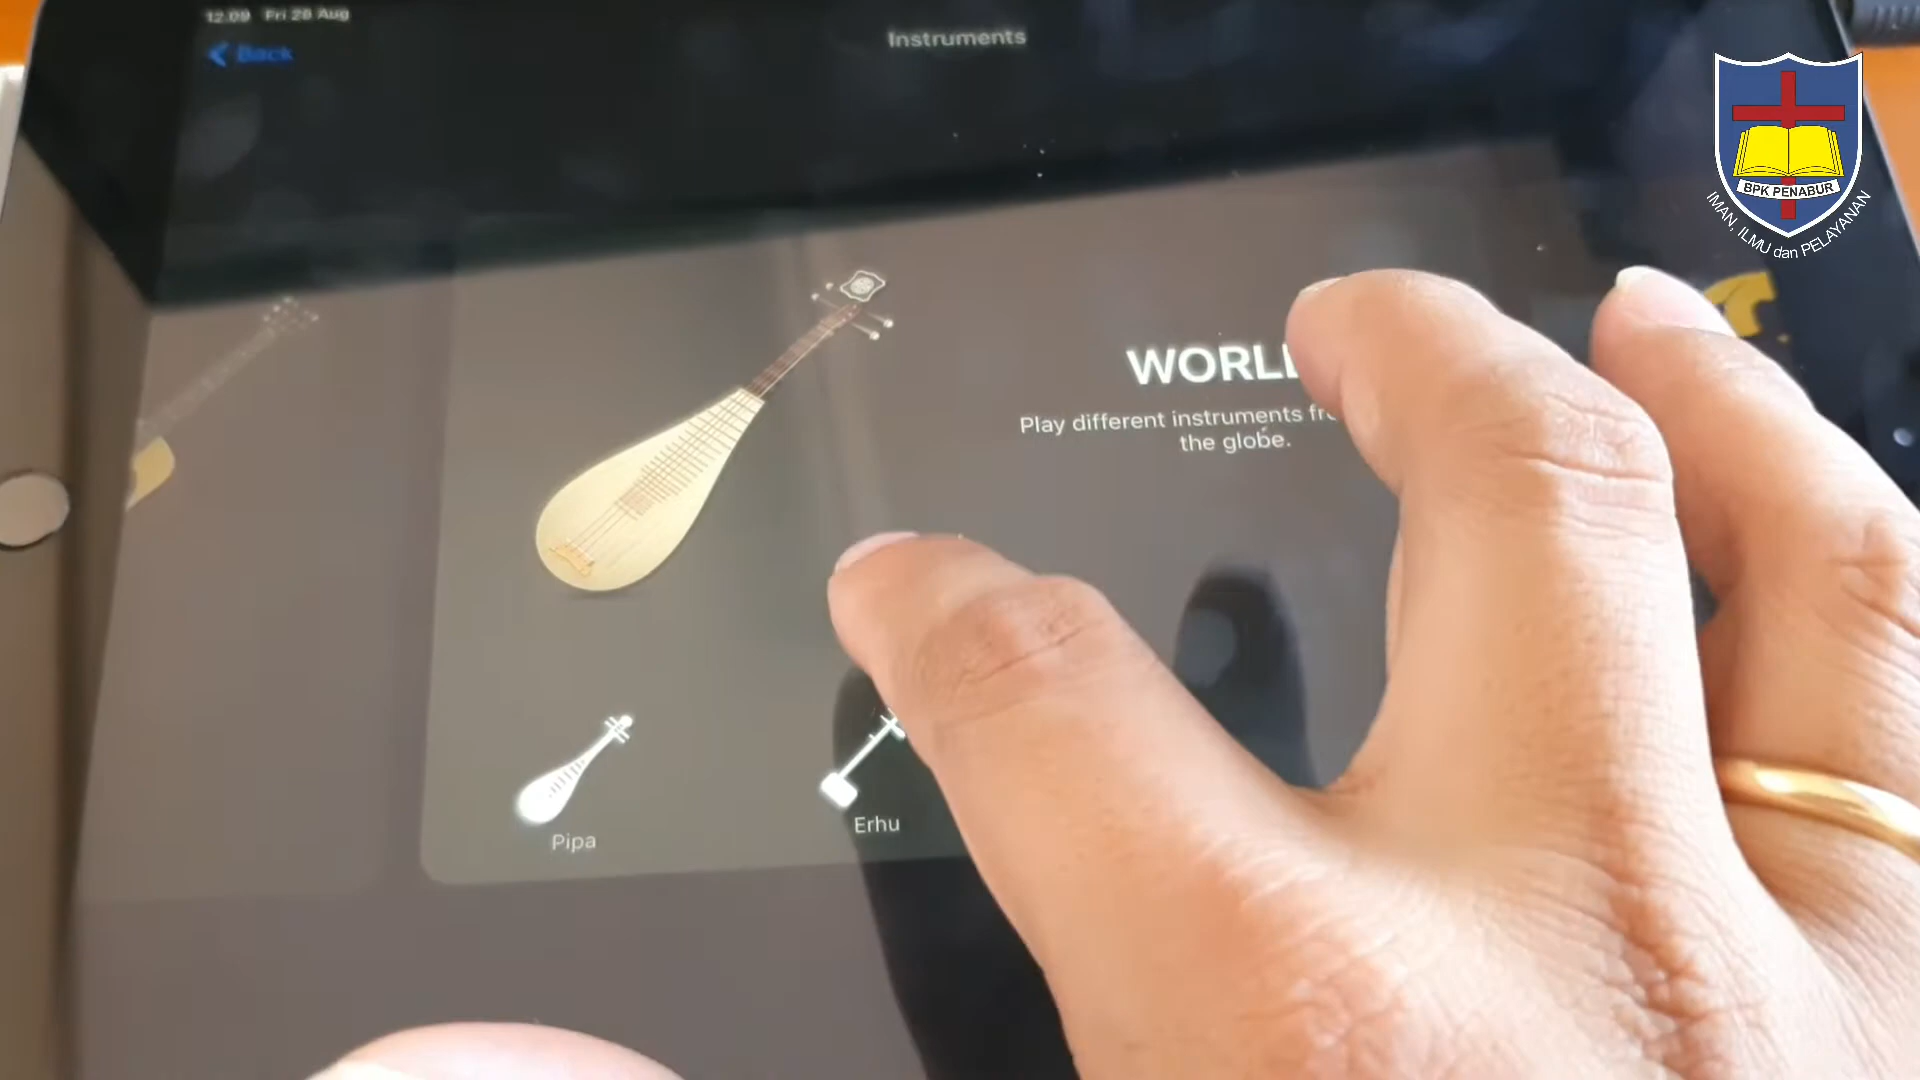 12.09 Fri 28 Aug
Back
Instruments
WORL
Play different instruments
the globe.
Pipa
Erhu
BPK PENABUR
IMAN, ILMU dan PELAYANAN